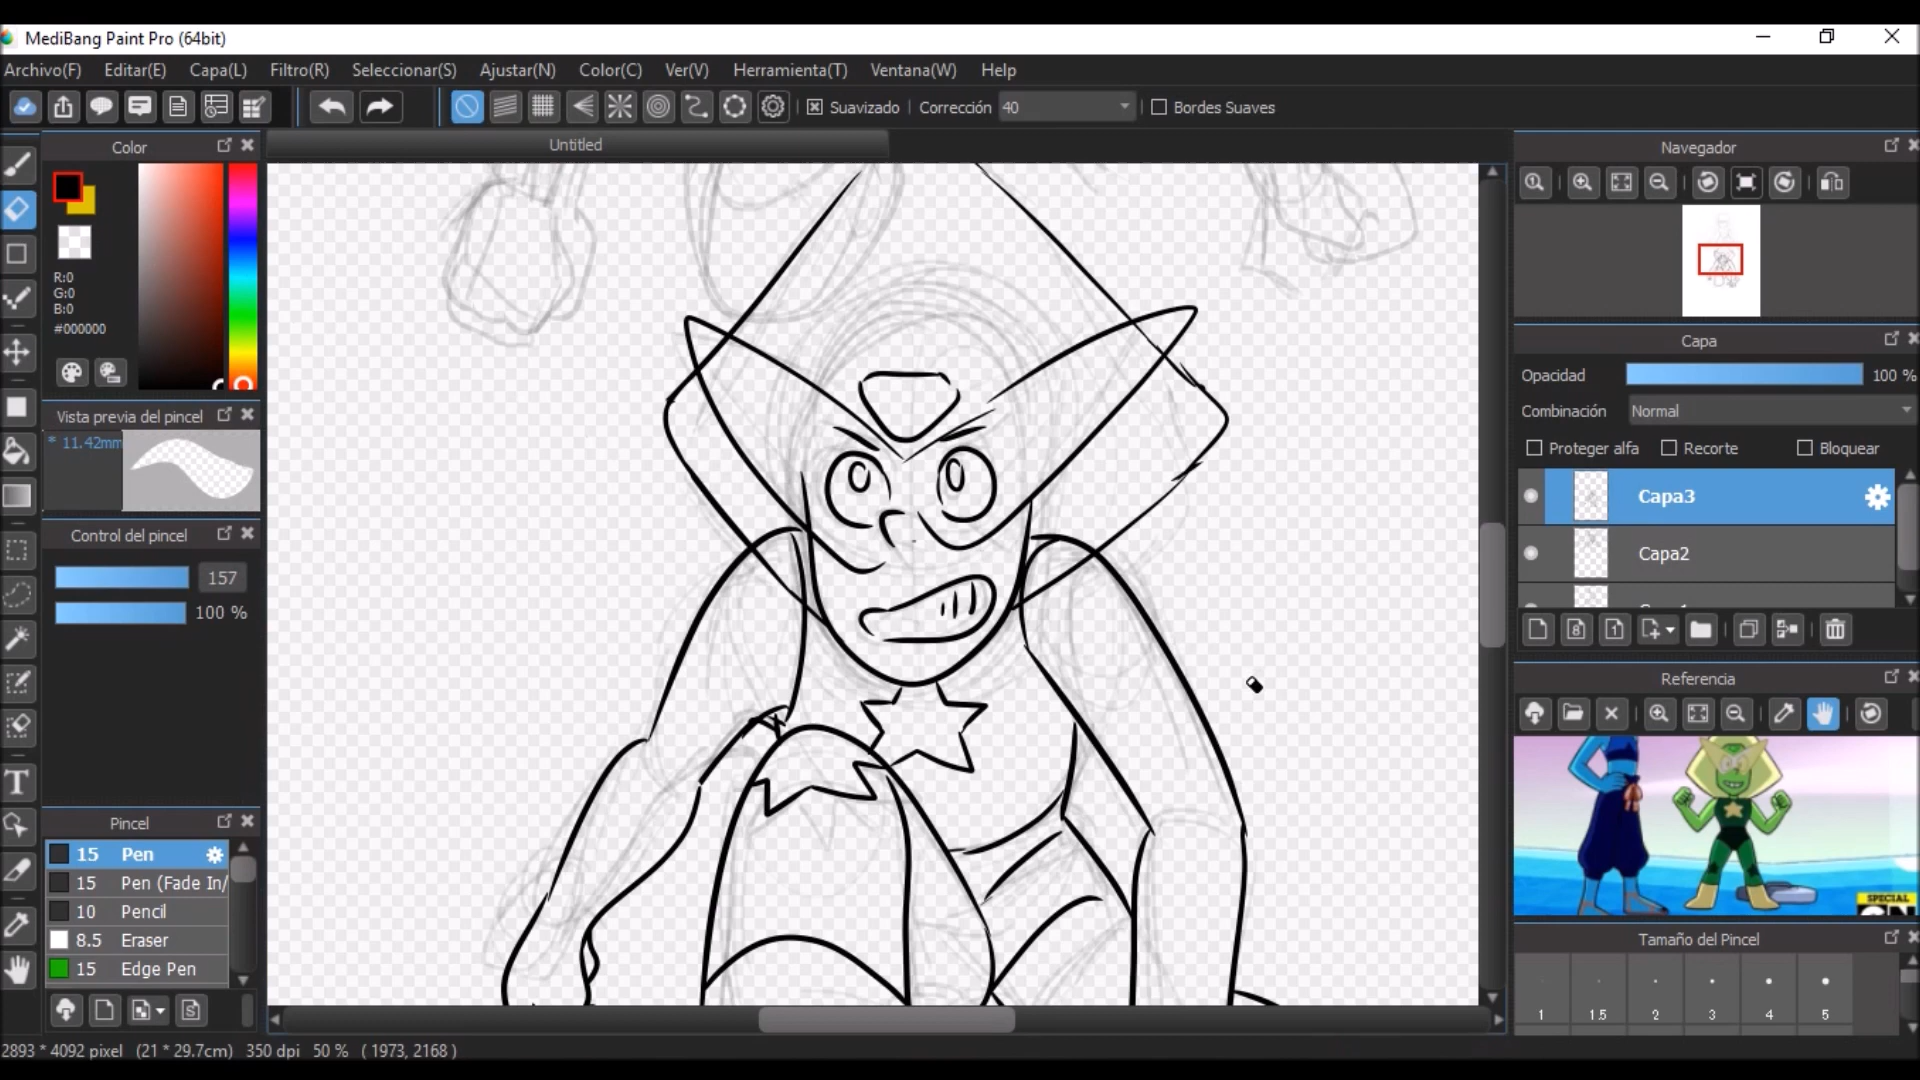 MediBang Paint Pro (64bit)
Archivo(F) Editar(E) Capa(L) Filtro(R) Seleccionar(S) Ajustar(N) Color(C) Ver(V) Herramienta(T) Ventana(W) Help
Suavizado Corrección 40 Bordes Suaves
Color
Untitled
Navegador
R:0
G:0
B:0
#000000
Vista previa del pincel
* 11.42mm
Control del pincel
157
100 %
Pincel
15 Pen
15 Pen (Fade In/
10 Pencil
8.5 Eraser
15 Edge Pen
Capa
Opacidad 100 %
Combinación Normal
Proteger alfa Recorte Bloquear
Capa3
Capa2
Referencia
SPECIAL
Tamaño del Pincel
1 1.5 2 3 4 5
2893 * 4092 pixel (21 * 29.7cm) 350 dpi 50 % ( 1973, 2168 )